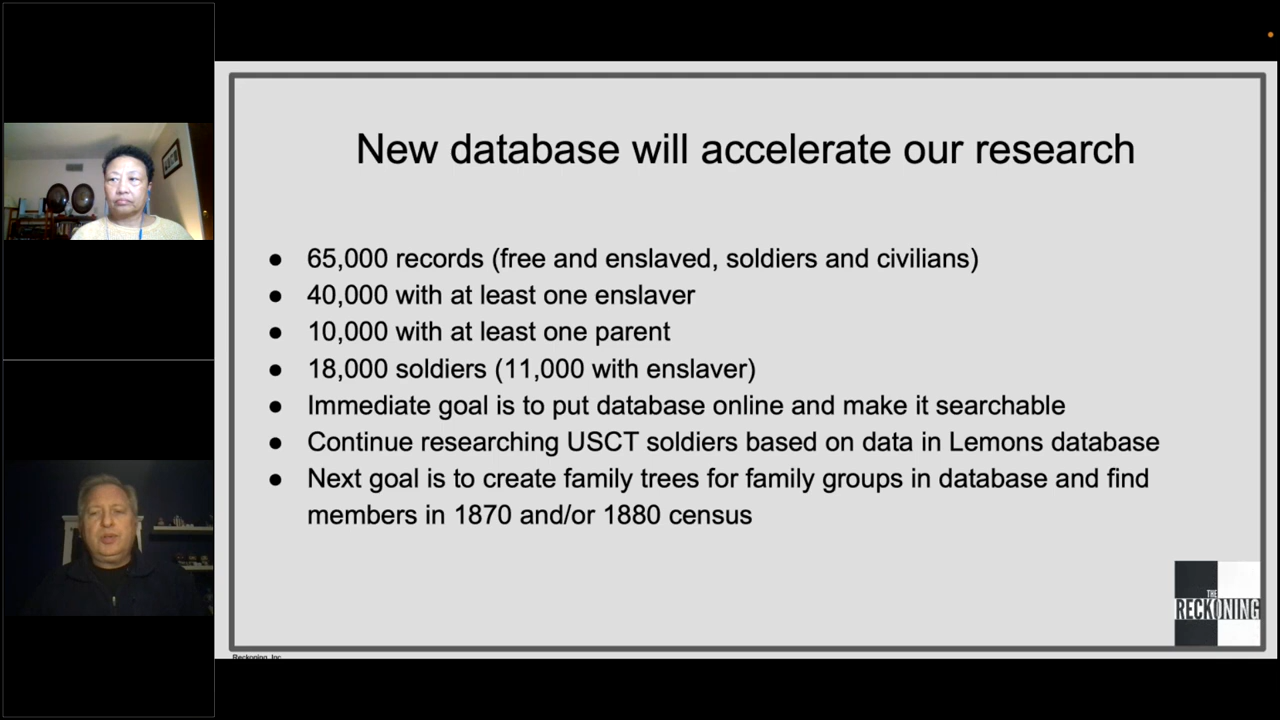 New database will accelerate our research
● 65,000 records (free and enslaved, soldiers and civilians)
● 40,000 with at least one enslaver
● 10,000 with at least one parent
● 18,000 soldiers (11,000 with enslaver)
● Immediate goal is to put database online and make it searchable
● Continue researching USCT soldiers based on data in Lemons database
● Next goal is to create family trees for family groups in database and find
members in 1870 and/or 1880 census
THE
RECKONING
Reckoning, Inc.